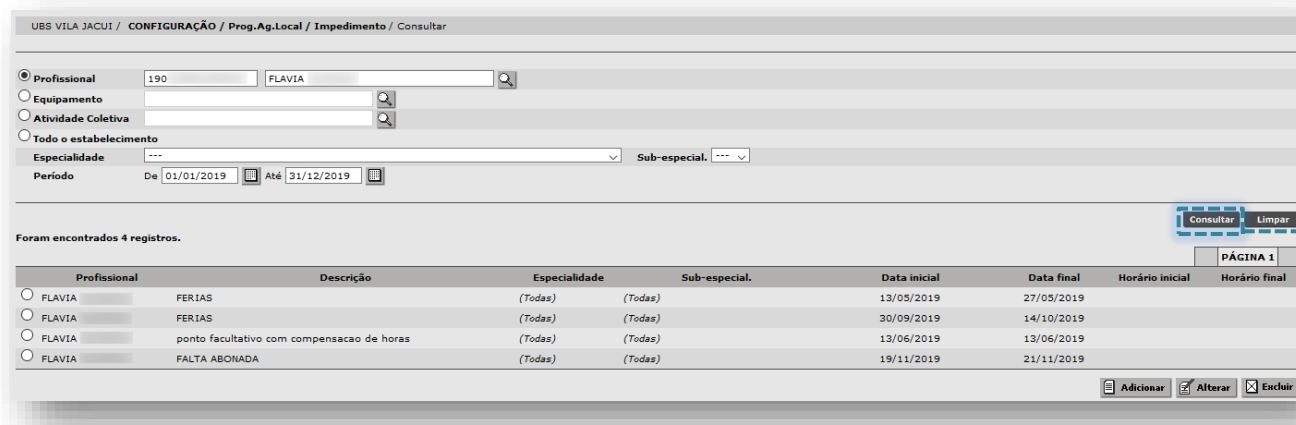 UBS VILA JACUI / CONFIGURAÇÃO / Prog.Ag.Local / Impedimento / Consultar
Profissional 190 FLAVIA
Equipamento
Atividade Coletiva
Todo o estabelecimento
Especialidade --- Sub-especial. ---
Período De 01/01/2019 Até 31/12/2019
Consultar Limpar
Foram encontrados 4 registros.
PÁGINA 1
Profissional Descrição Especialidade Sub-especial. Data inicial Data final Horário inicial Horário final
FLAVIA FERIAS (Todas) (Todas) 13/05/2019 27/05/2019
FLAVIA FERIAS (Todas) (Todas) 30/09/2019 14/10/2019
FLAVIA ponto facultativo com compensacao de horas (Todas) (Todas) 13/06/2019 13/06/2019
FLAVIA FALTA ABONADA (Todas) (Todas) 19/11/2019 21/11/2019
Adicionar Alterar Excluir